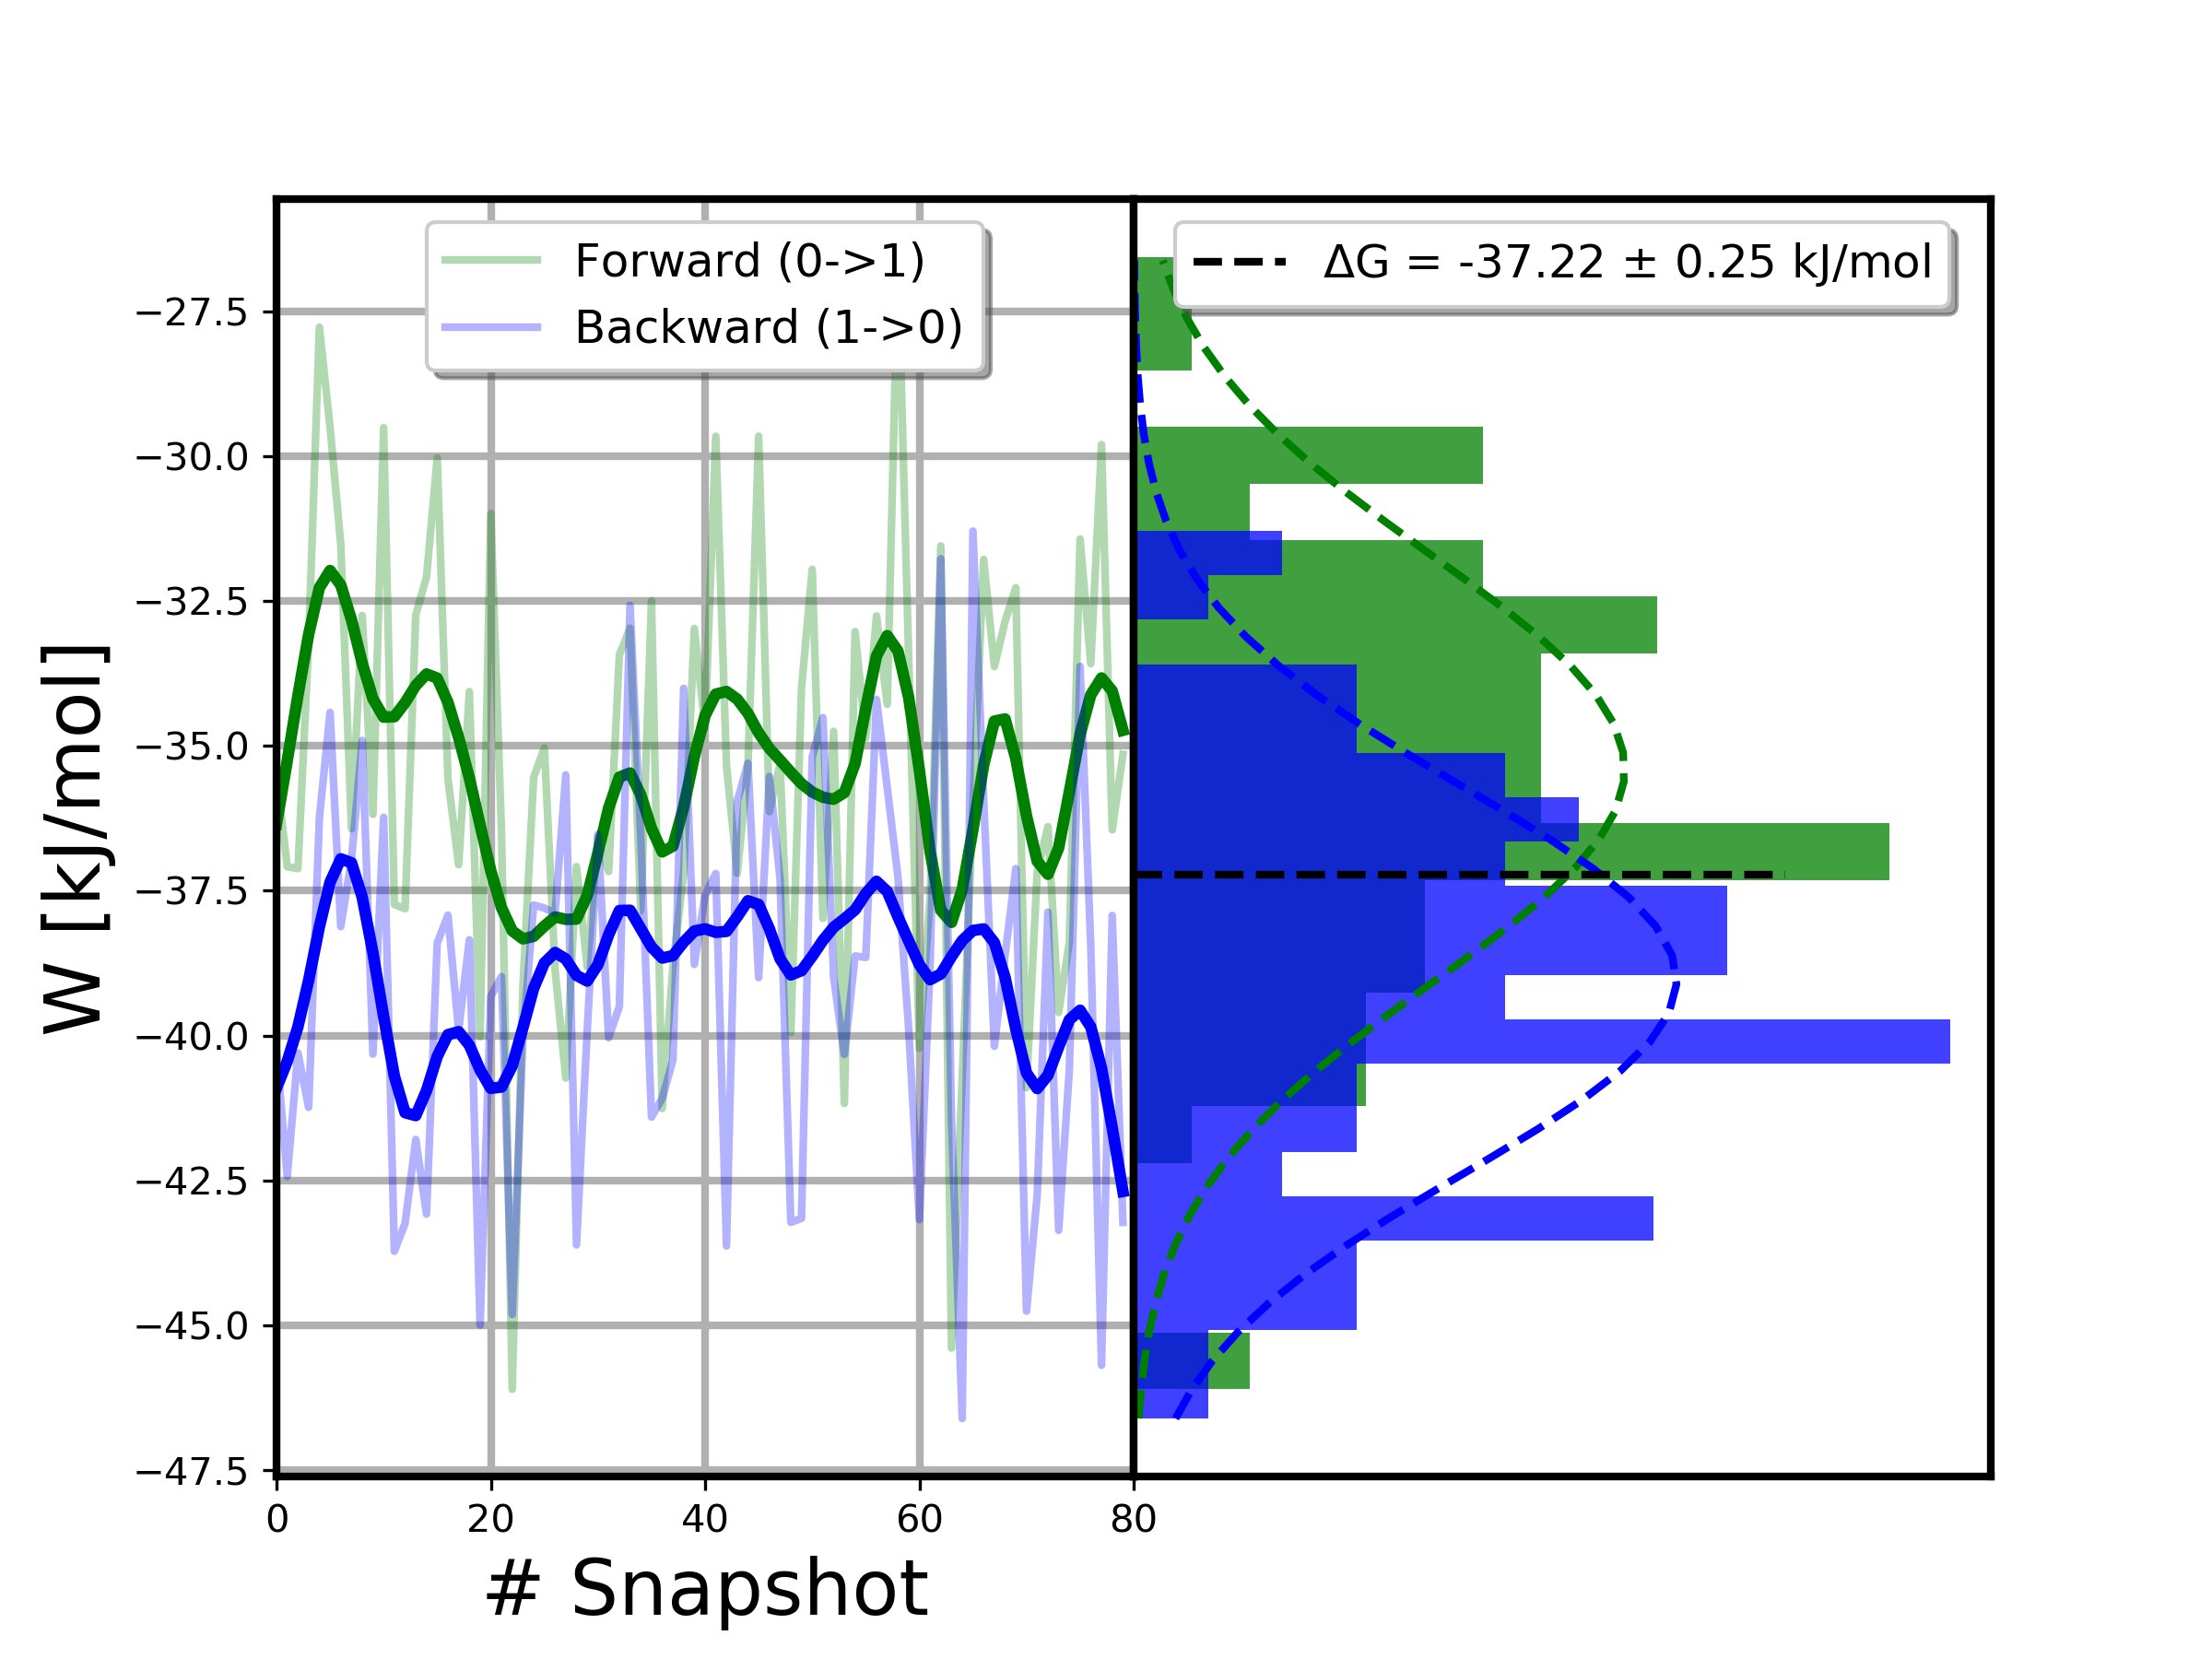 Forward (0->1)
Backward (1->0)
ΔG = -37.22 ± 0.25 kJ/mol
W [kJ/mol]
−27.5
−30.0
−32.5
−35.0
−37.5
−40.0
−42.5
−45.0
−47.5
0 20 40 60 80
# Snapshot